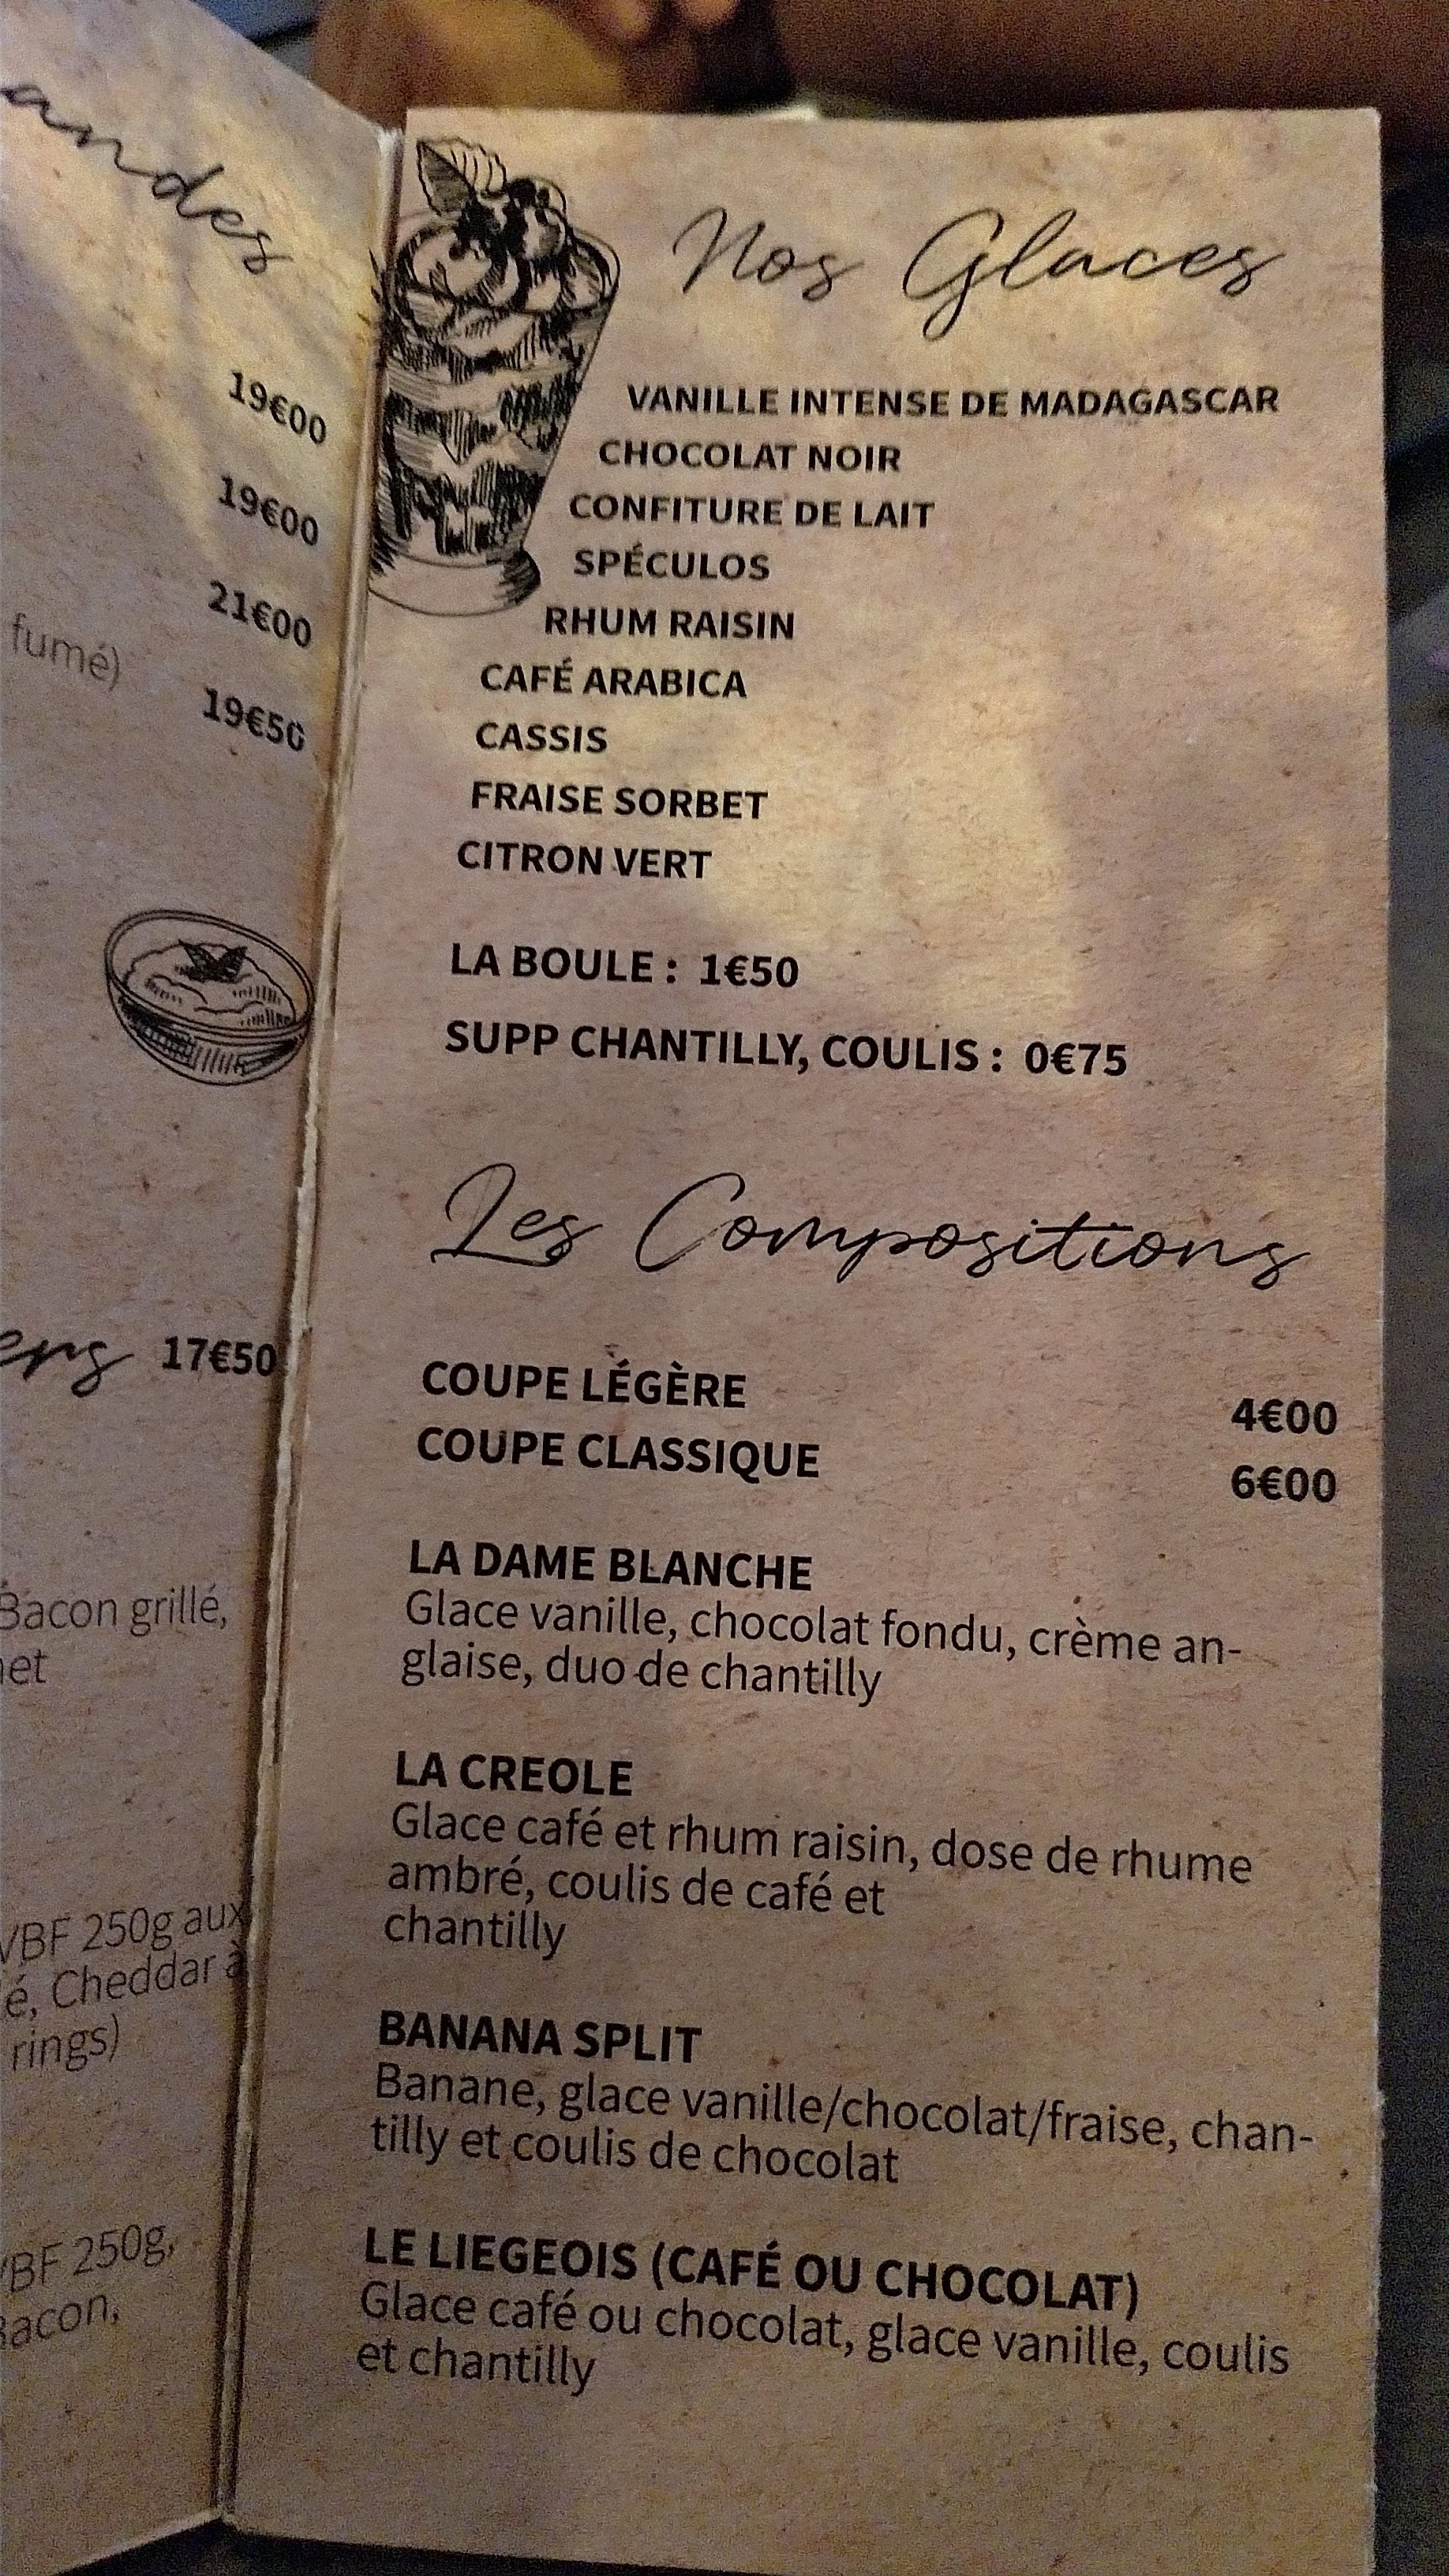 andes
19€00
19€00
21€00
fumé)
19€50
17€50
Bacon grillé,
VBF 250g aux
é, Cheddar à
rings)
VBF 250g,
Bacon,
Nos Glaces
VANILLE INTENSE DE MADAGASCAR
CHOCOLAT NOIR
CONFITURE DE LAIT
SPÉCULOS
RHUM RAISIN
CAFÉ ARABICA
CASSIS
FRAISE SORBET
CITRON VERT
LA BOULE : 1€50
SUPP CHANTILLY, COULIS : 0€75
Les Compositions
COUPE LÉGÈRE 4€00
COUPE CLASSIQUE 6€00
LA DAME BLANCHE
Glace vanille, chocolat fondu, crème an-
glaise, duo de chantilly
LA CREOLE
Glace café et rhum raisin, dose de rhume
ambré, coulis de café et
chantilly
BANANA SPLIT
Banane, glace vanille/chocolat/fraise, chan-
tilly et coulis de chocolat
LE LIEGEOIS (CAFÉ OU CHOCOLAT)
Glace café ou chocolat, glace vanille, coulis
et chantilly